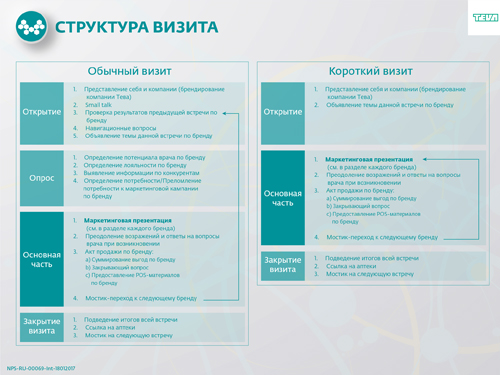 СТРУКТУРА ВИЗИТА
TEVA
Обычный визит
Открытие
1. Представление себя и компании (брендирование
компании Тева)
2. Small talk
3. Проверка результатов предыдущей встречи по
бренду
4. Навигационные вопросы
5. Объявление темы данной встречи по бренду
Опрос
1. Определение потенциала врача по бренду
2. Определение лояльности по бренду
3. Выявление информации по конкурентам
4. Определение потребности/Преломление
потребности к маркетинговой кампании
по бренду
Основная
часть
1. Маркетинговая презентация
(см. в разделе каждого бренда)
2. Преодоление возражений и ответы на вопросы
врача при возникновении
3. Акт продажи по бренду:
a) Суммирование выгод по бренду
b) Закрывающий вопрос
c) Предоставление POS-материалов
по бренду
4. Мостик-переход к следующему бренду
Закрытие
визита
1. Подведение итогов всей встречи
2. Ссылка на аптеки
3. Мостик на следующую встречу
Короткий визит
Открытие
1. Представление себя и компании (брендирование
компании Тева)
2. Объявление темы данной встречи по бренду
Основная
часть
1. Маркетинговая презентация
(см. в разделе каждого бренда)
2. Преодоление возражений и ответы на вопросы
врача при возникновении
3. Акт продажи по бренду:
a) Суммирование выгод по бренду
b) Закрывающий вопрос
c) Предоставление POS-материалов
по бренду
4. Мостик-переход к следующему бренду
Закрытие
визита
1. Подведение итогов всей встречи
2. Ссылка на аптеки
3. Мостик на следующую встречу
NPS-RU-00069-Int-18012017